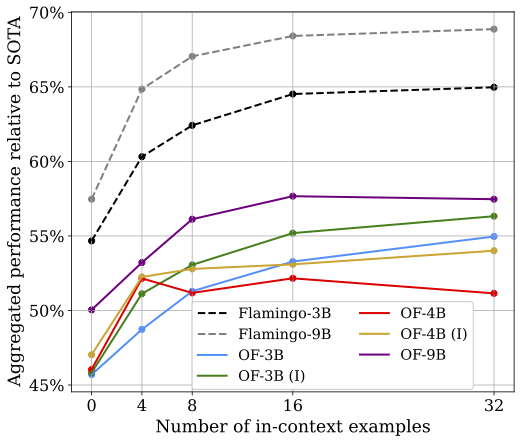 Aggregated performance relative to SOTA
70%
65%
60%
55%
50%
45%
Flamingo-3B
Flamingo-9B
OF-3B
OF-3B (I)
OF-4B
OF-4B (I)
OF-9B
0 4 8 16 32
Number of in-context examples